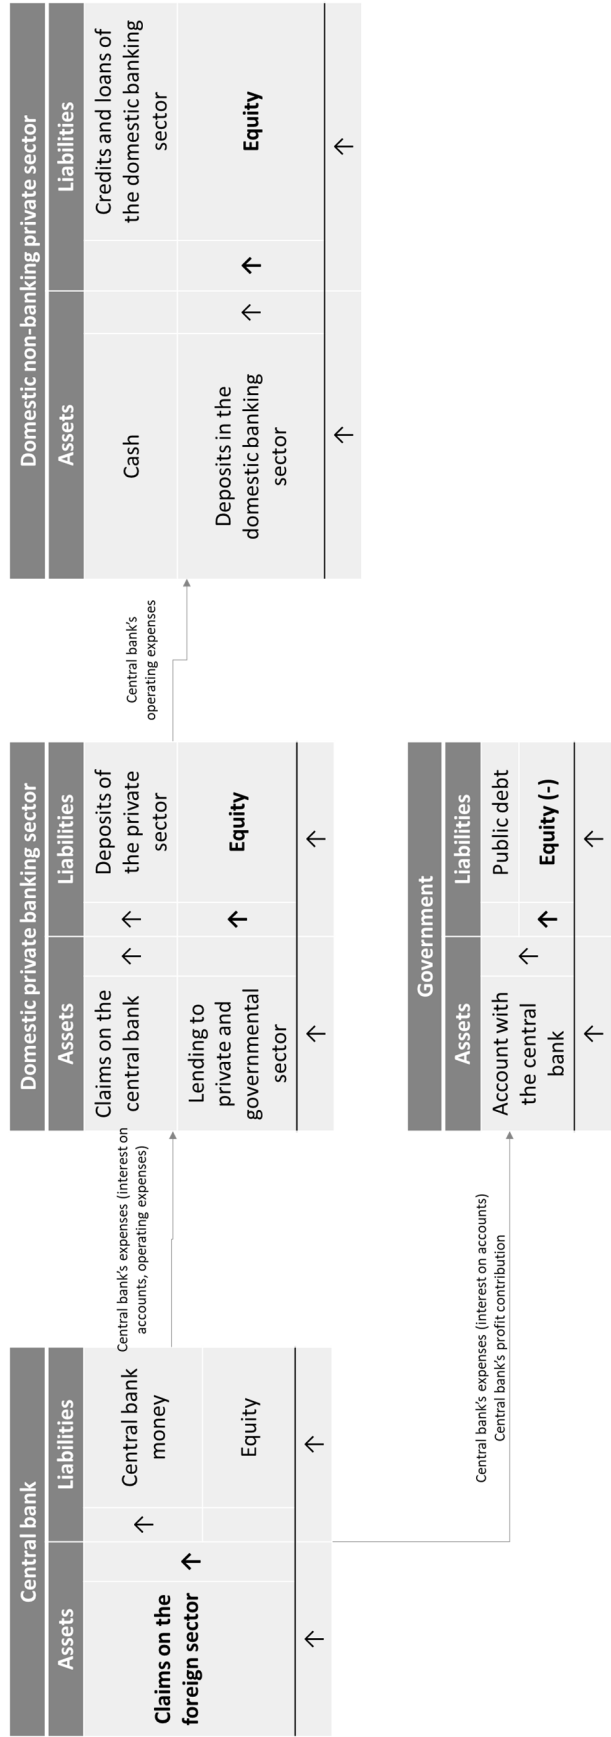 Central bank
Assets
Liabilities
Claims on the
foreign sector
Central bank
money
Equity
Central bank's expenses (interest on
accounts, operating expenses)
Domestic private banking sector
Assets
Liabilities
Claims on the
central bank
Deposits of
the private
sector
Lending to
private and
governmental
sector
Equity
Central bank's
operating expenses
Domestic non-banking private sector
Assets
Liabilities
Cash
Credits and loans of
the domestic banking
sector
Deposits in the
domestic banking
sector
Equity
Central bank's expenses (interest on accounts)
Central bank's profit contribution
Government
Assets
Liabilities
Account with
the central
bank
Public debt
Equity (-)